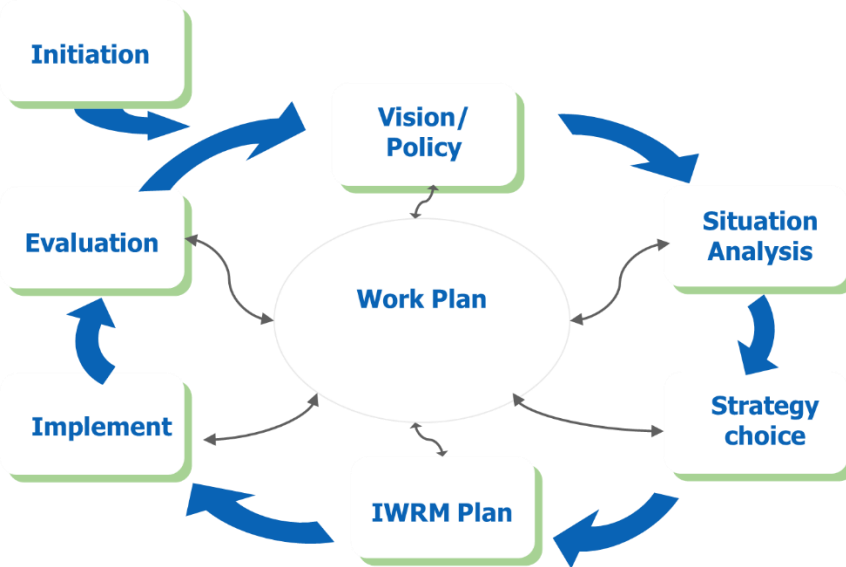 Initiation
Vision/
Policy
Situation
Analysis
Strategy
choice
IWRM Plan
Implement
Evaluation
Work Plan